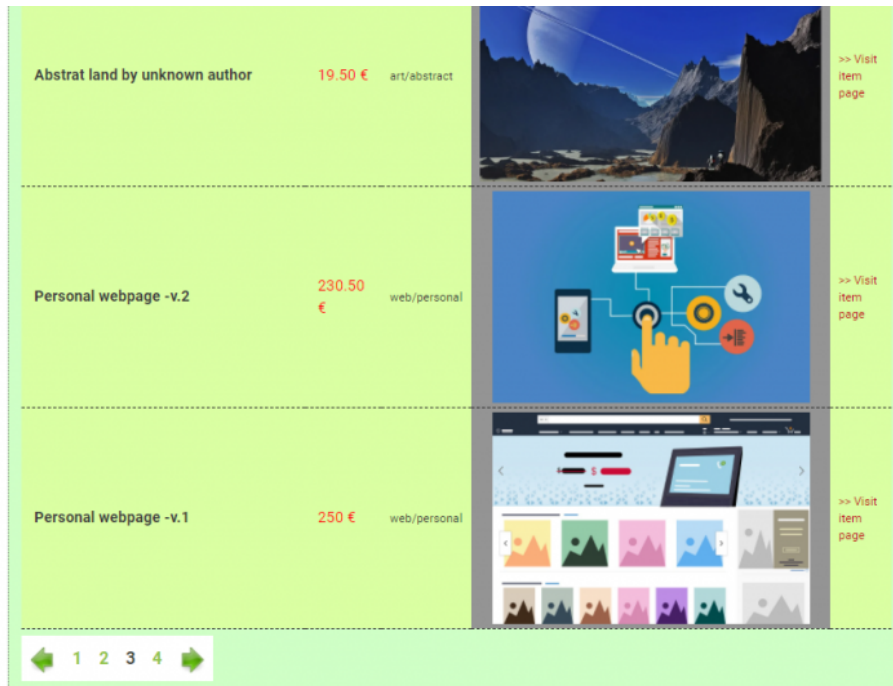 Abstrat land by unknown author
19.50 €
art/abstract
>> Visit
item
page
Personal webpage -v.2
230.50
€
web/personal
>> Visit
item
page
Personal webpage -v.1
250 €
web/personal
$
>> Visit
item
page
1 2 3 4